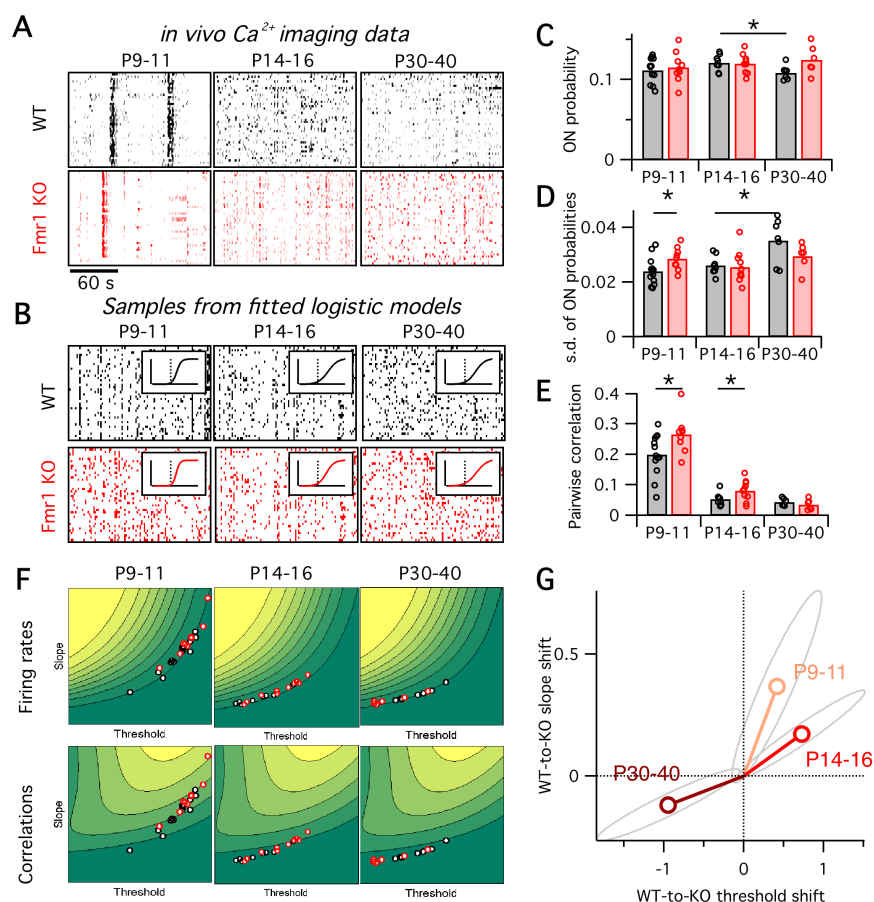 A
in vivo Ca2+ imaging data
P9-11 P14-16 P30-40
WT
Fmr1 KO
60 s
B
Samples from fitted logistic models
P9-11 P14-16 P30-40
WT
Fmr1 KO
C
ON probability
0.1
0
*
P9-11 P14-16 P30-40
D
s.d. of ON probabilities
0.04
0.02
0
* *
P9-11 P14-16 P30-40
E
Pairwise correlation
0.4
0.3
0.2
0.1
0
* *
P9-11 P14-16 P30-40
F
P9-11 P14-16 P30-40
Firing rates
Slope
Threshold Threshold Threshold
Correlations
Slope
Threshold Threshold Threshold
G
WT-to-KO slope shift
0.5
0
P9-11
P14-16
P30-40
-1 0 1
WT-to-KO threshold shift